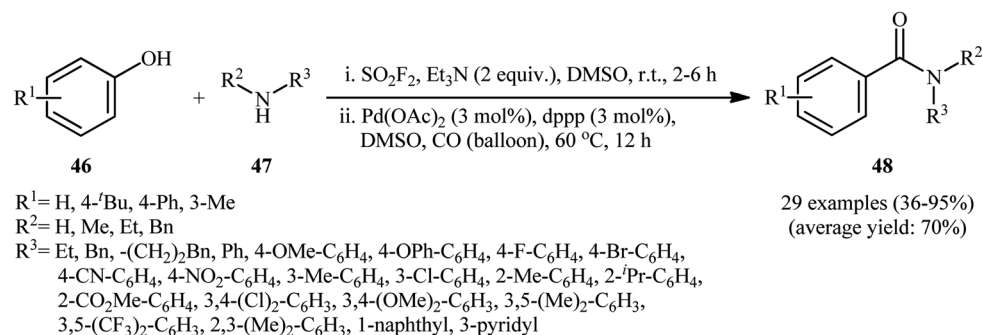 R¹
OH
46
+
R² R³
N
H
47
i. SO₂F₂, Et₃N (2 equiv.), DMSO, r.t., 2-6 h
ii. Pd(OAc)₂ (3 mol%), dppp (3 mol%),
DMSO, CO (balloon), 60 °C, 12 h
O
R¹
N
R²
R³
48
R¹= H, 4-ᵗBu, 4-Ph, 3-Me
R²= H, Me, Et, Bn
R³= Et, Bn, -(CH₂)₂Bn, Ph, 4-OMe-C₆H₄, 4-OPh-C₆H₄, 4-F-C₆H₄, 4-Br-C₆H₄,
4-CN-C₆H₄, 4-NO₂-C₆H₄, 3-Me-C₆H₄, 3-Cl-C₆H₄, 2-Me-C₆H₄, 2-ⁱPr-C₆H₄,
2-CO₂Me-C₆H₄, 3,4-(Cl)₂-C₆H₃, 3,4-(OMe)₂-C₆H₃, 3,5-(Me)₂-C₆H₃,
3,5-(CF₃)₂-C₆H₃, 2,3-(Me)₂-C₆H₃, 1-naphthyl, 3-pyridyl
29 examples (36-95%)
(average yield: 70%)